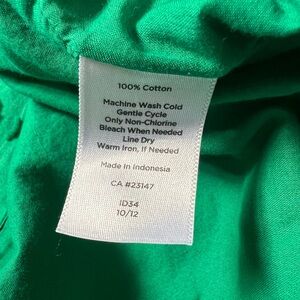 100% Cotton
Machine Wash Cold
Gentle Cycle
Only Non-Chlorine
Bleach When Needed
Line Dry
Warm Iron, If Needed
Made In Indonesia
CA #23147
ID34
10/12